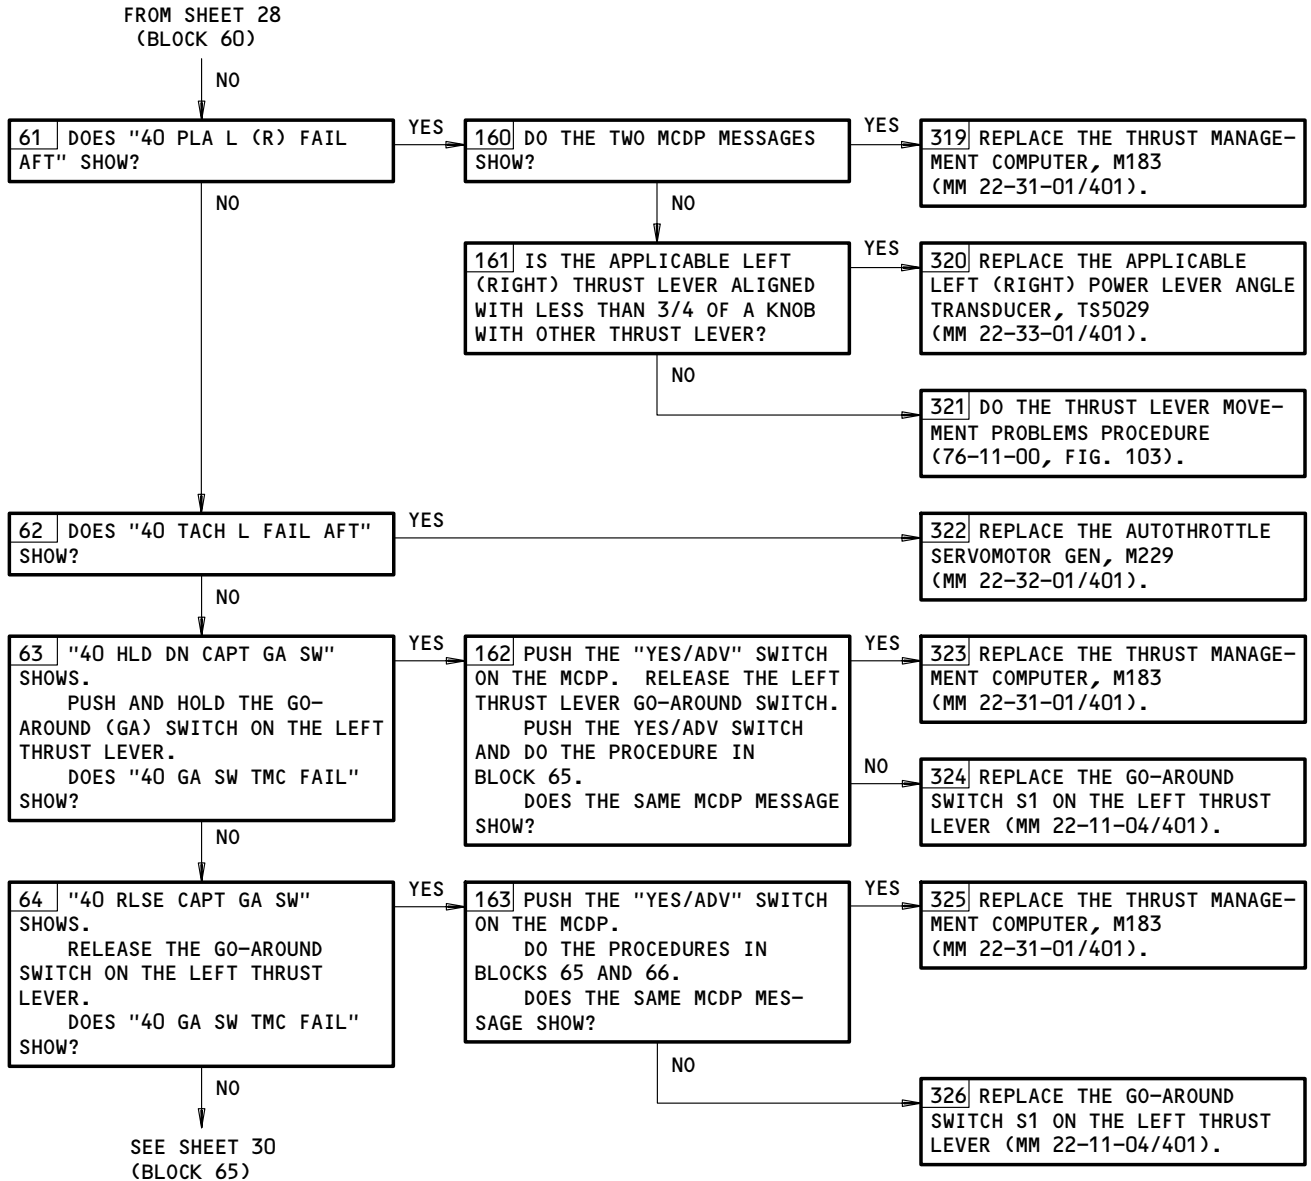 FROM SHEET 28
(BLOCK 60)
NO
61 DOES "40 PLA L (R) FAIL
AFT" SHOW?
YES
160 DO THE TWO MCDP MESSAGES
SHOW?
YES
319 REPLACE THE THRUST MANAGE-
MENT COMPUTER, M183
(MM 22-31-01/401).
NO
NO
161 IS THE APPLICABLE LEFT
(RIGHT) THRUST LEVER ALIGNED
WITH LESS THAN 3/4 OF A KNOB
WITH OTHER THRUST LEVER?
YES
320 REPLACE THE APPLICABLE
LEFT (RIGHT) POWER LEVER ANGLE
TRANSDUCER, TS5029
(MM 22-33-01/401).
NO
321 DO THE THRUST LEVER MOVE-
MENT PROBLEMS PROCEDURE
(76-11-00, FIG. 103).
62 DOES "40 TACH L FAIL AFT"
SHOW?
YES
322 REPLACE THE AUTOTHROTTLE
SERVOMOTOR GEN, M229
(MM 22-32-01/401).
NO
63 "40 HLD DN CAPT GA SW"
SHOWS.
PUSH AND HOLD THE GO-
AROUND (GA) SWITCH ON THE LEFT
THRUST LEVER.
DOES "40 GA SW TMC FAIL"
SHOW?
YES
162 PUSH THE "YES/ADV" SWITCH
ON THE MCDP. RELEASE THE LEFT
THRUST LEVER GO-AROUND SWITCH.
PUSH THE YES/ADV SWITCH
AND DO THE PROCEDURE IN
BLOCK 65.
DOES THE SAME MCDP MESSAGE
SHOW?
YES
323 REPLACE THE THRUST MANAGE-
MENT COMPUTER, M183
(MM 22-31-01/401).
NO
324 REPLACE THE GO-AROUND
SWITCH S1 ON THE LEFT THRUST
LEVER (MM 22-11-04/401).
NO
64 "40 RLSE CAPT GA SW"
SHOWS.
RELEASE THE GO-AROUND
SWITCH ON THE LEFT THRUST
LEVER.
DOES "40 GA SW TMC FAIL"
SHOW?
YES
163 PUSH THE "YES/ADV" SWITCH
ON THE MCDP.
DO THE PROCEDURES IN
BLOCKS 65 AND 66.
DOES THE SAME MCDP MES-
SAGE SHOW?
YES
325 REPLACE THE THRUST MANAGE-
MENT COMPUTER, M183
(MM 22-31-01/401).
NO
326 REPLACE THE GO-AROUND
SWITCH S1 ON THE LEFT THRUST
LEVER (MM 22-11-04/401).
NO
SEE SHEET 30
(BLOCK 65)